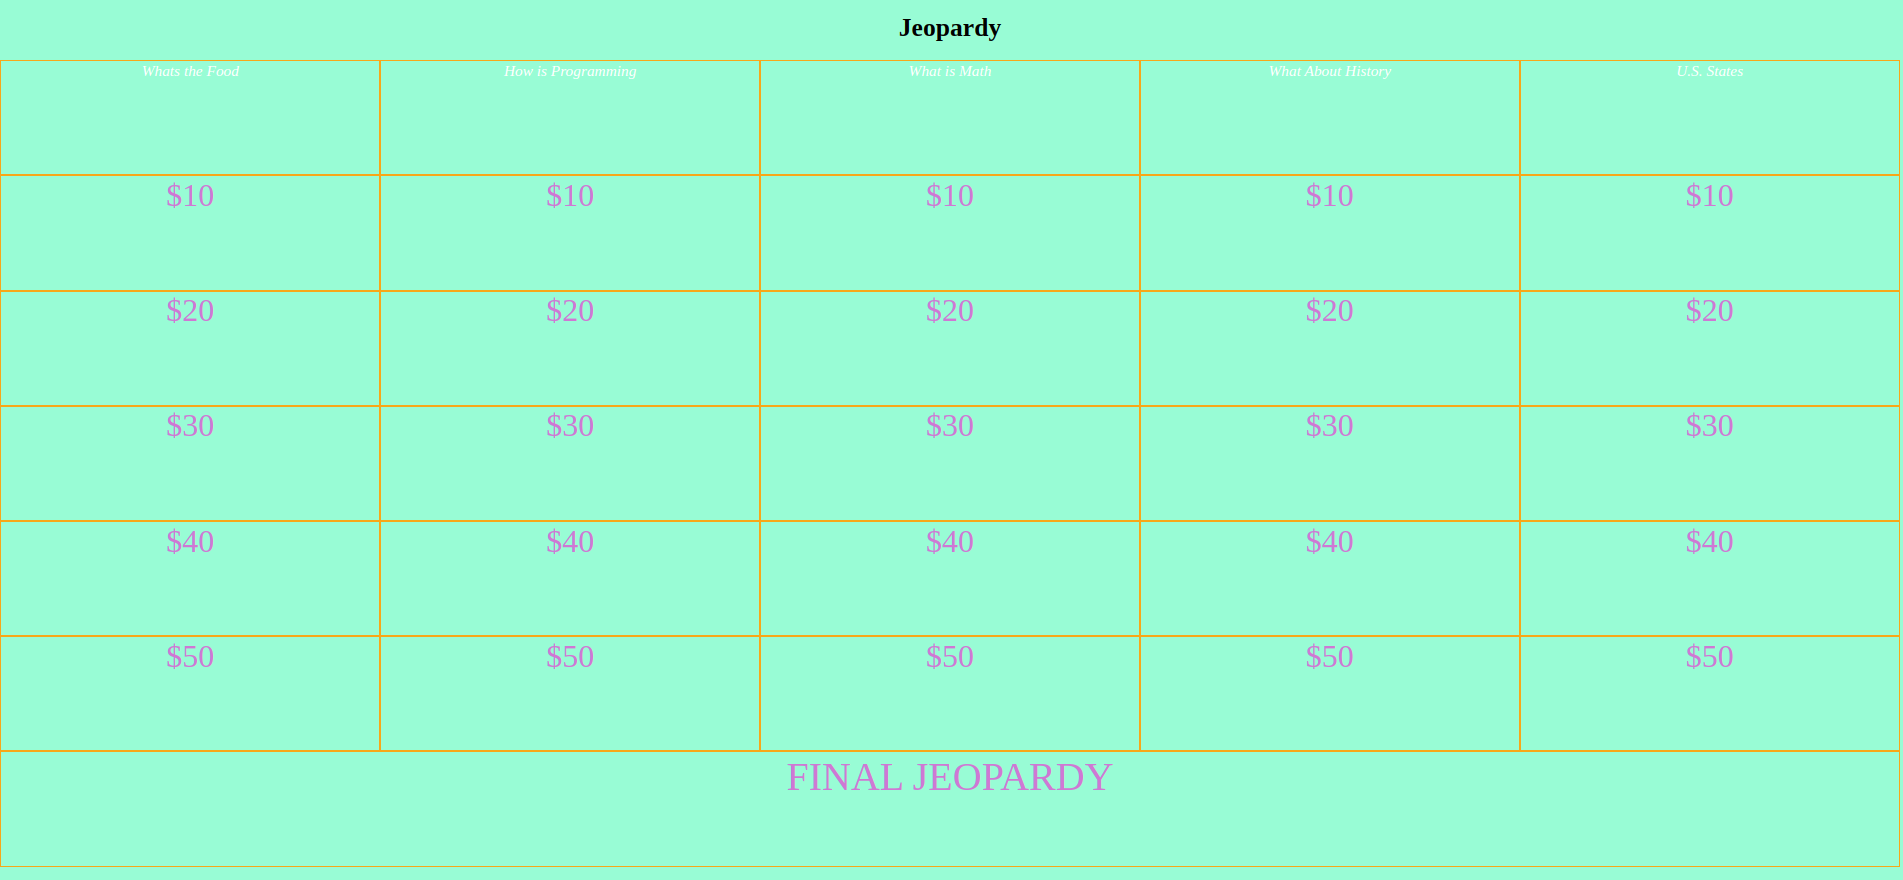 Jeopardy
Whats the Food How is Programming What is Math What About History U.S. States
$10 $10 $10 $10 $10
$20 $20 $20 $20 $20
$30 $30 $30 $30 $30
$40 $40 $40 $40 $40
$50 $50 $50 $50 $50
FINAL JEOPARDY